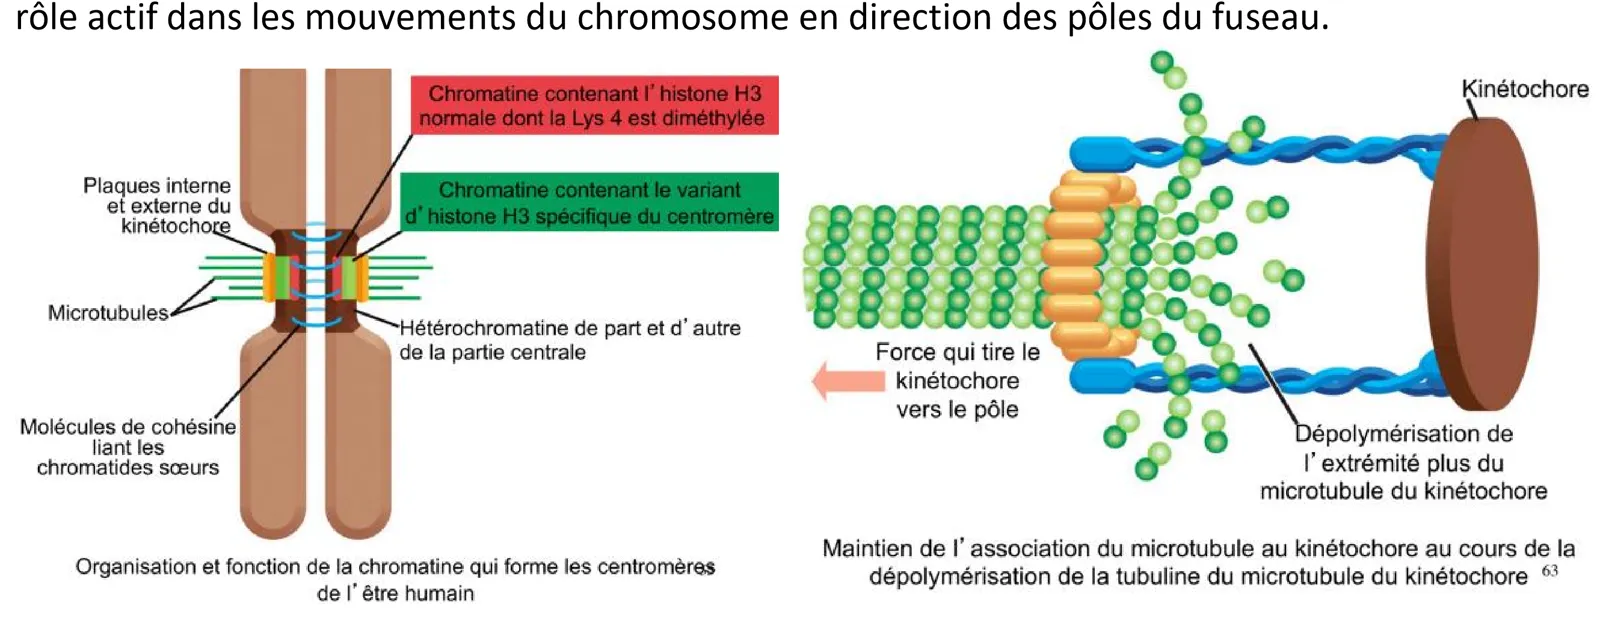 rôle actif dans les mouvements du chromosome en direction des pôles du fuseau.
Chromatine contenant l’histone H3
normale dont la Lys 4 est diméthylée
Chromatine contenant le variant
d’histone H3 spécifique du centromère
Plaques interne
et externe du
kinétochore
Microtubules
Hétérochromatine de part et d’autre
de la partie centrale
Molécules de cohésine
liant les
chromatides sœurs
Organisation et fonction de la chromatine qui forme les centromères
de l’être humain
Kinétochore
Force qui tire le
kinétochore
vers le pôle
Dépolymérisation de
l’extrémité plus du
microtubule du kinétochore
Maintien de l’association du microtubule au kinétochore au cours de la
dépolymérisation de la tubuline du microtubule du kinétochore 63